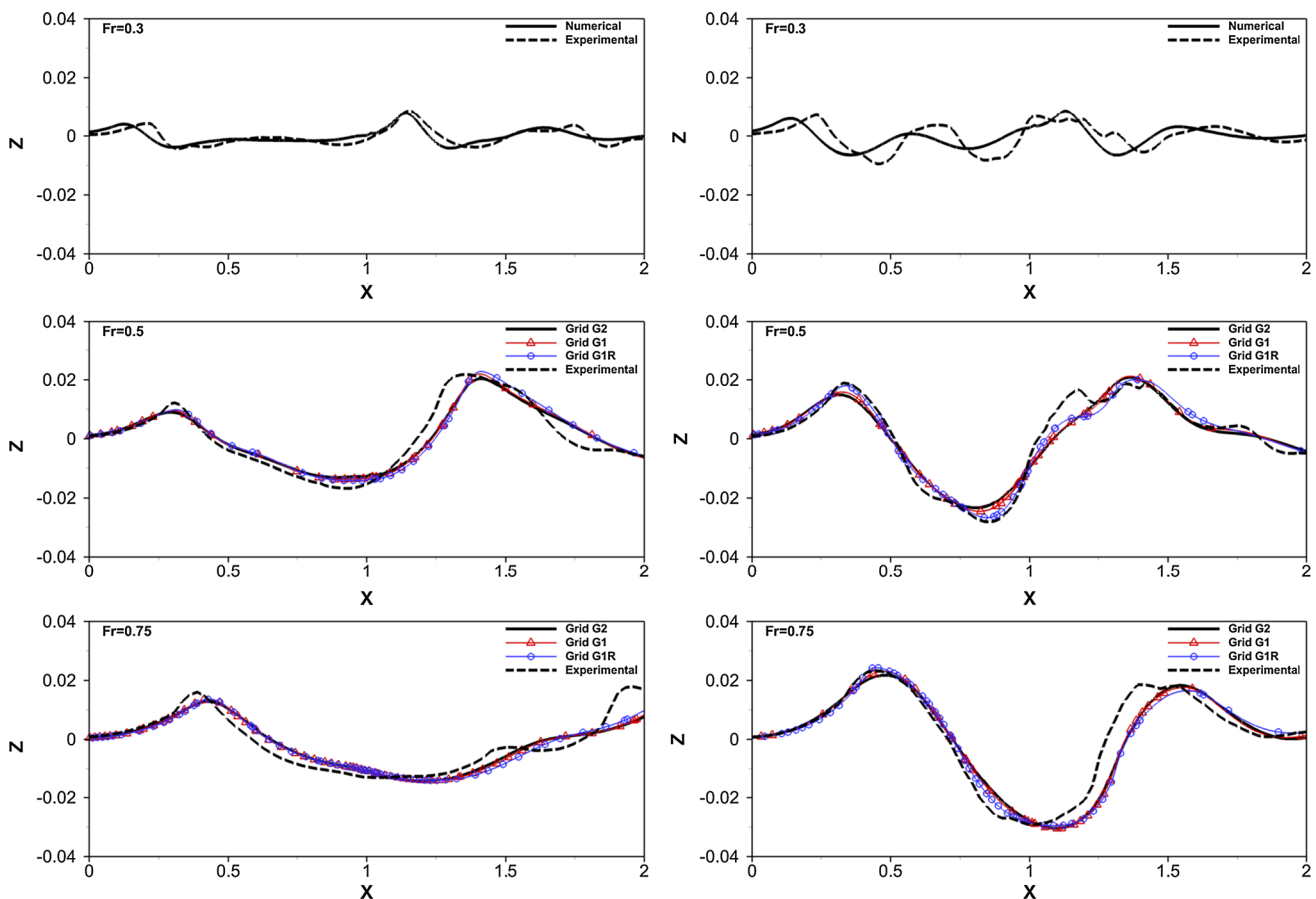 0.04
Fr=0.3
Numerical
Experimental
0.02
Z
0
-0.02
-0.04
0 0.5 1 1.5 2
X
0.04
Fr=0.3
Numerical
Experimental
0.02
Z
0
-0.02
-0.04
0 0.5 1 1.5 2
X
0.04
Fr=0.5
Grid G2
Grid G1
Grid G1R
Experimental
0.02
Z
0
-0.02
-0.04
0 0.5 1 1.5 2
X
0.04
Fr=0.5
Grid G2
Grid G1
Grid G1R
Experimental
0.02
Z
0
-0.02
-0.04
0 0.5 1 1.5 2
X
0.04
Fr=0.75
Grid G2
Grid G1
Grid G1R
Experimental
0.02
Z
0
-0.02
-0.04
0 0.5 1 1.5 2
X
0.04
Fr=0.75
Grid G2
Grid G1
Grid G1R
Experimental
0.02
Z
0
-0.02
-0.04
0 0.5 1 1.5 2
X